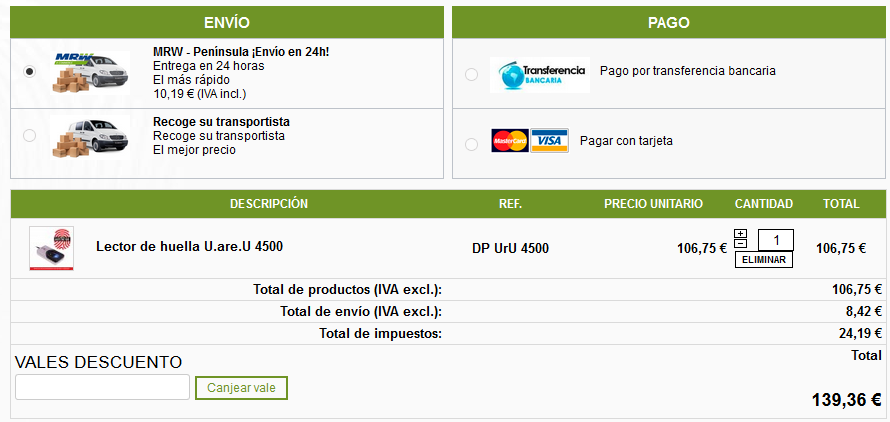 ENVÍO
MRW
MRW - Península ¡Envío en 24h!
Entrega en 24 horas
El más rápido
10,19 € (IVA incl.)
Recoge su transportista
Recoge su transportista
El mejor precio
PAGO
Transferencia
BANCARIA
Pago por transferencia bancaria
MasterCard VISA
Pagar con tarjeta
DESCRIPCIÓN REF. PRECIO UNITARIO CANTIDAD TOTAL
Lector de huella U.are.U 4500 DP UrU 4500 106,75 € 1 106,75 €
ELIMINAR
Total de productos (IVA excl.): 106,75 €
Total de envío (IVA excl.): 8,42 €
Total de impuestos: 24,19 €
VALES DESCUENTO
Canjear vale
Total
139,36 €